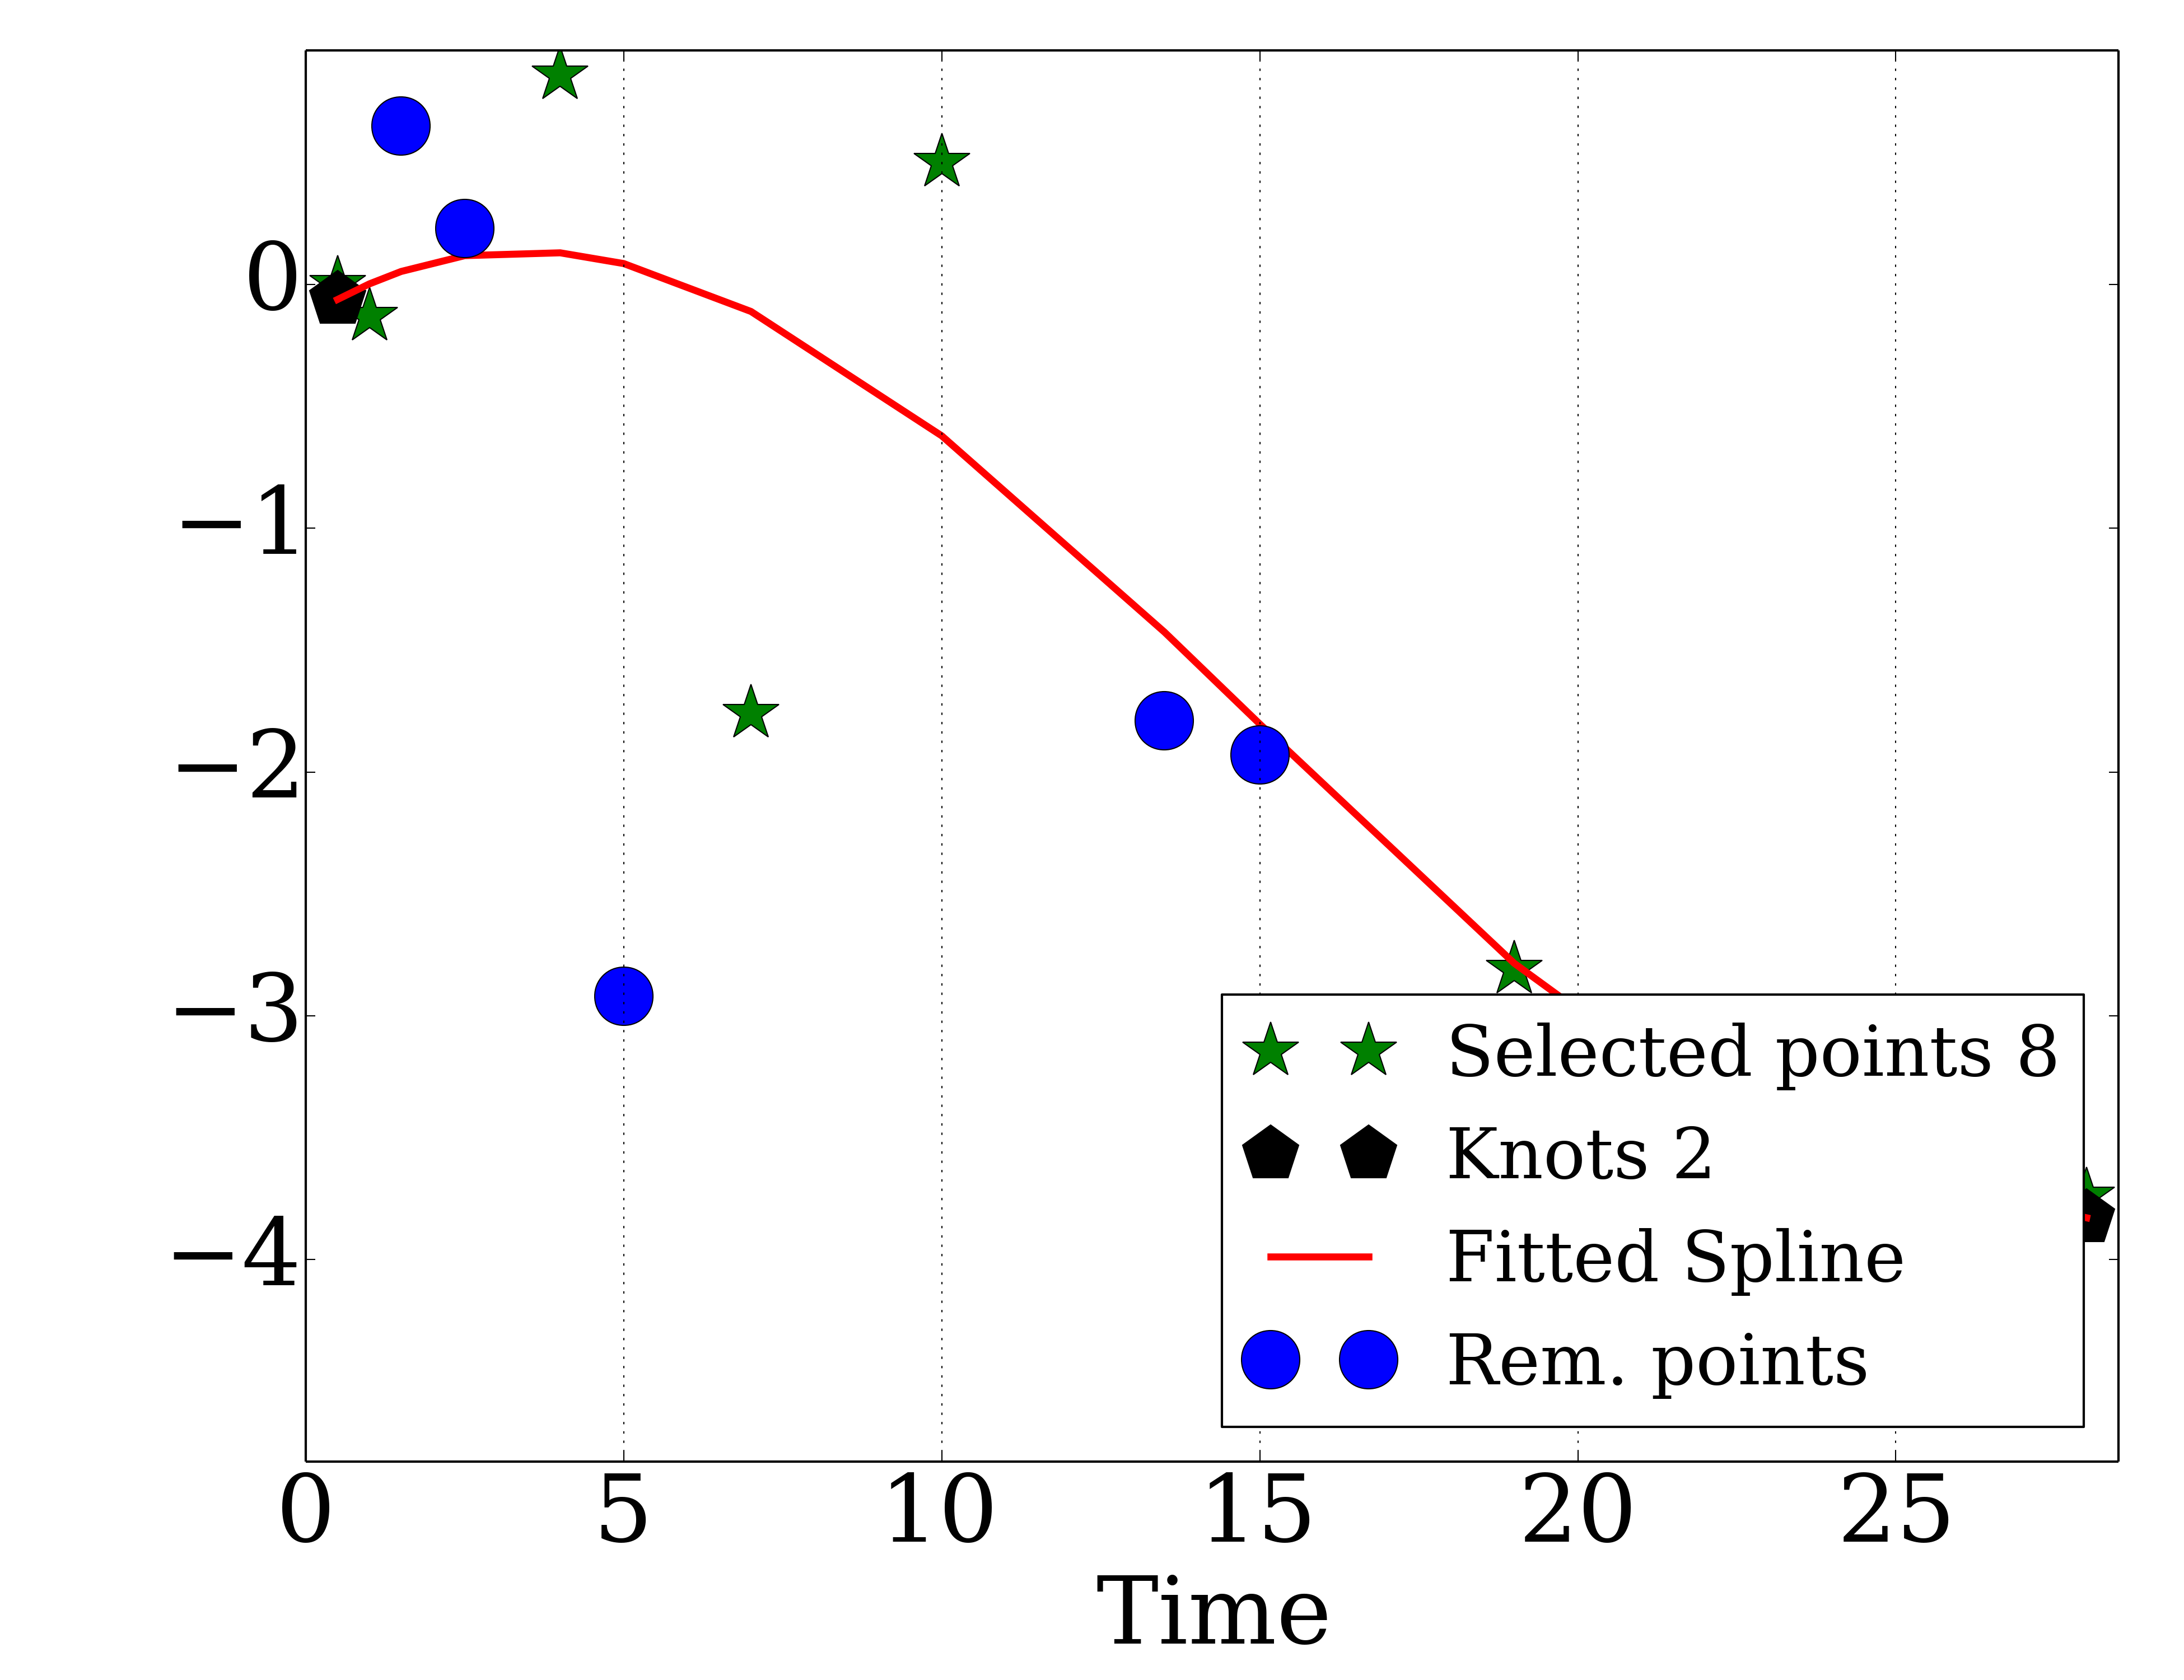 0
−1
−2
−3
−4
Selected points 8
Knots 2
Fitted Spline
Rem. points
0 5 10 15 20 25
Time